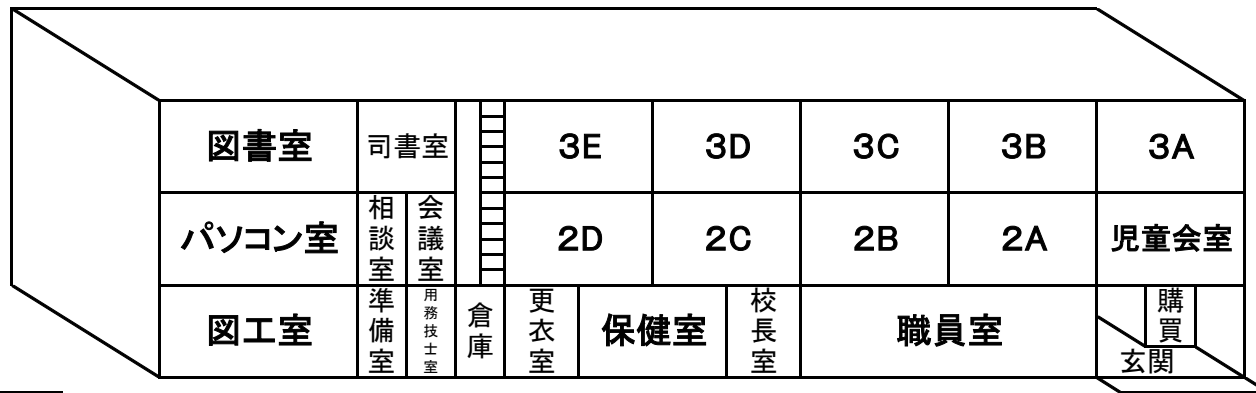 図書室
司書室
3E
3D
3C
3B
3A
パソコン室
相談室
会議室
2D
2C
2B
2A
児童会室
図工室
準備室
用務技士室
倉庫
更衣室
保健室
校長室
職員室
購買
玄関